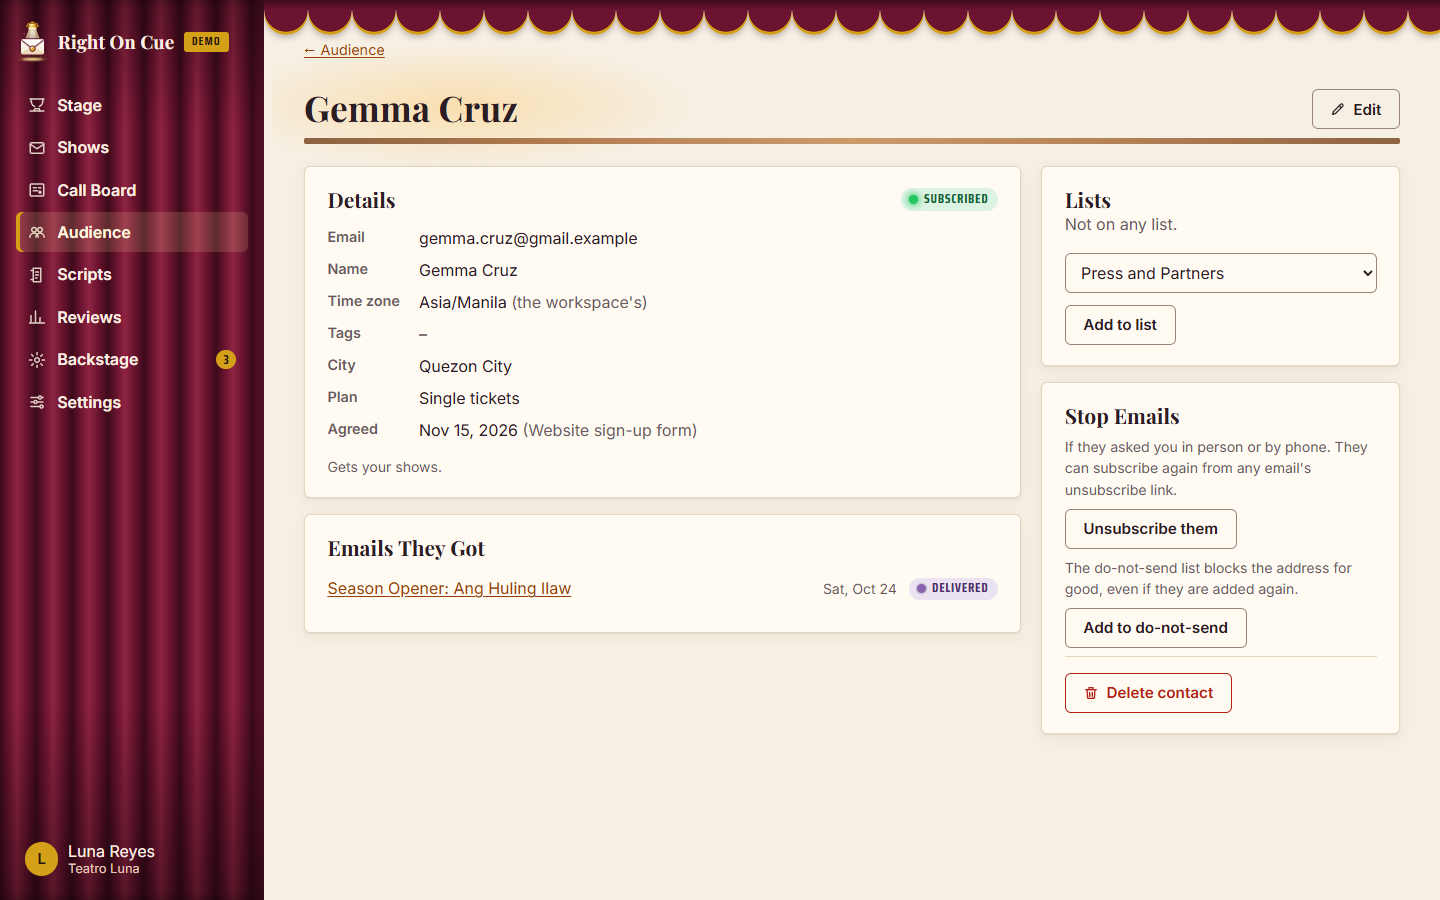 Right On Cue DEMO
Stage
Shows
Call Board
Audience
Scripts
Reviews
Backstage 3
Settings
L
Luna Reyes
Teatro Luna
← Audience
Gemma Cruz
Edit
Details
SUBSCRIBED
Email gemma.cruz@gmail.example
Name Gemma Cruz
Time zone Asia/Manila (the workspace's)
Tags –
City Quezon City
Plan Single tickets
Agreed Nov 15, 2026 (Website sign-up form)
Gets your shows.
Emails They Got
Season Opener: Ang Huling Ilaw Sat, Oct 24 DELIVERED
Lists
Not on any list.
Press and Partners
Add to list
Stop Emails
If they asked you in person or by phone. They
can subscribe again from any email's
unsubscribe link.
Unsubscribe them
The do-not-send list blocks the address for
good, even if they are added again.
Add to do-not-send
Delete contact